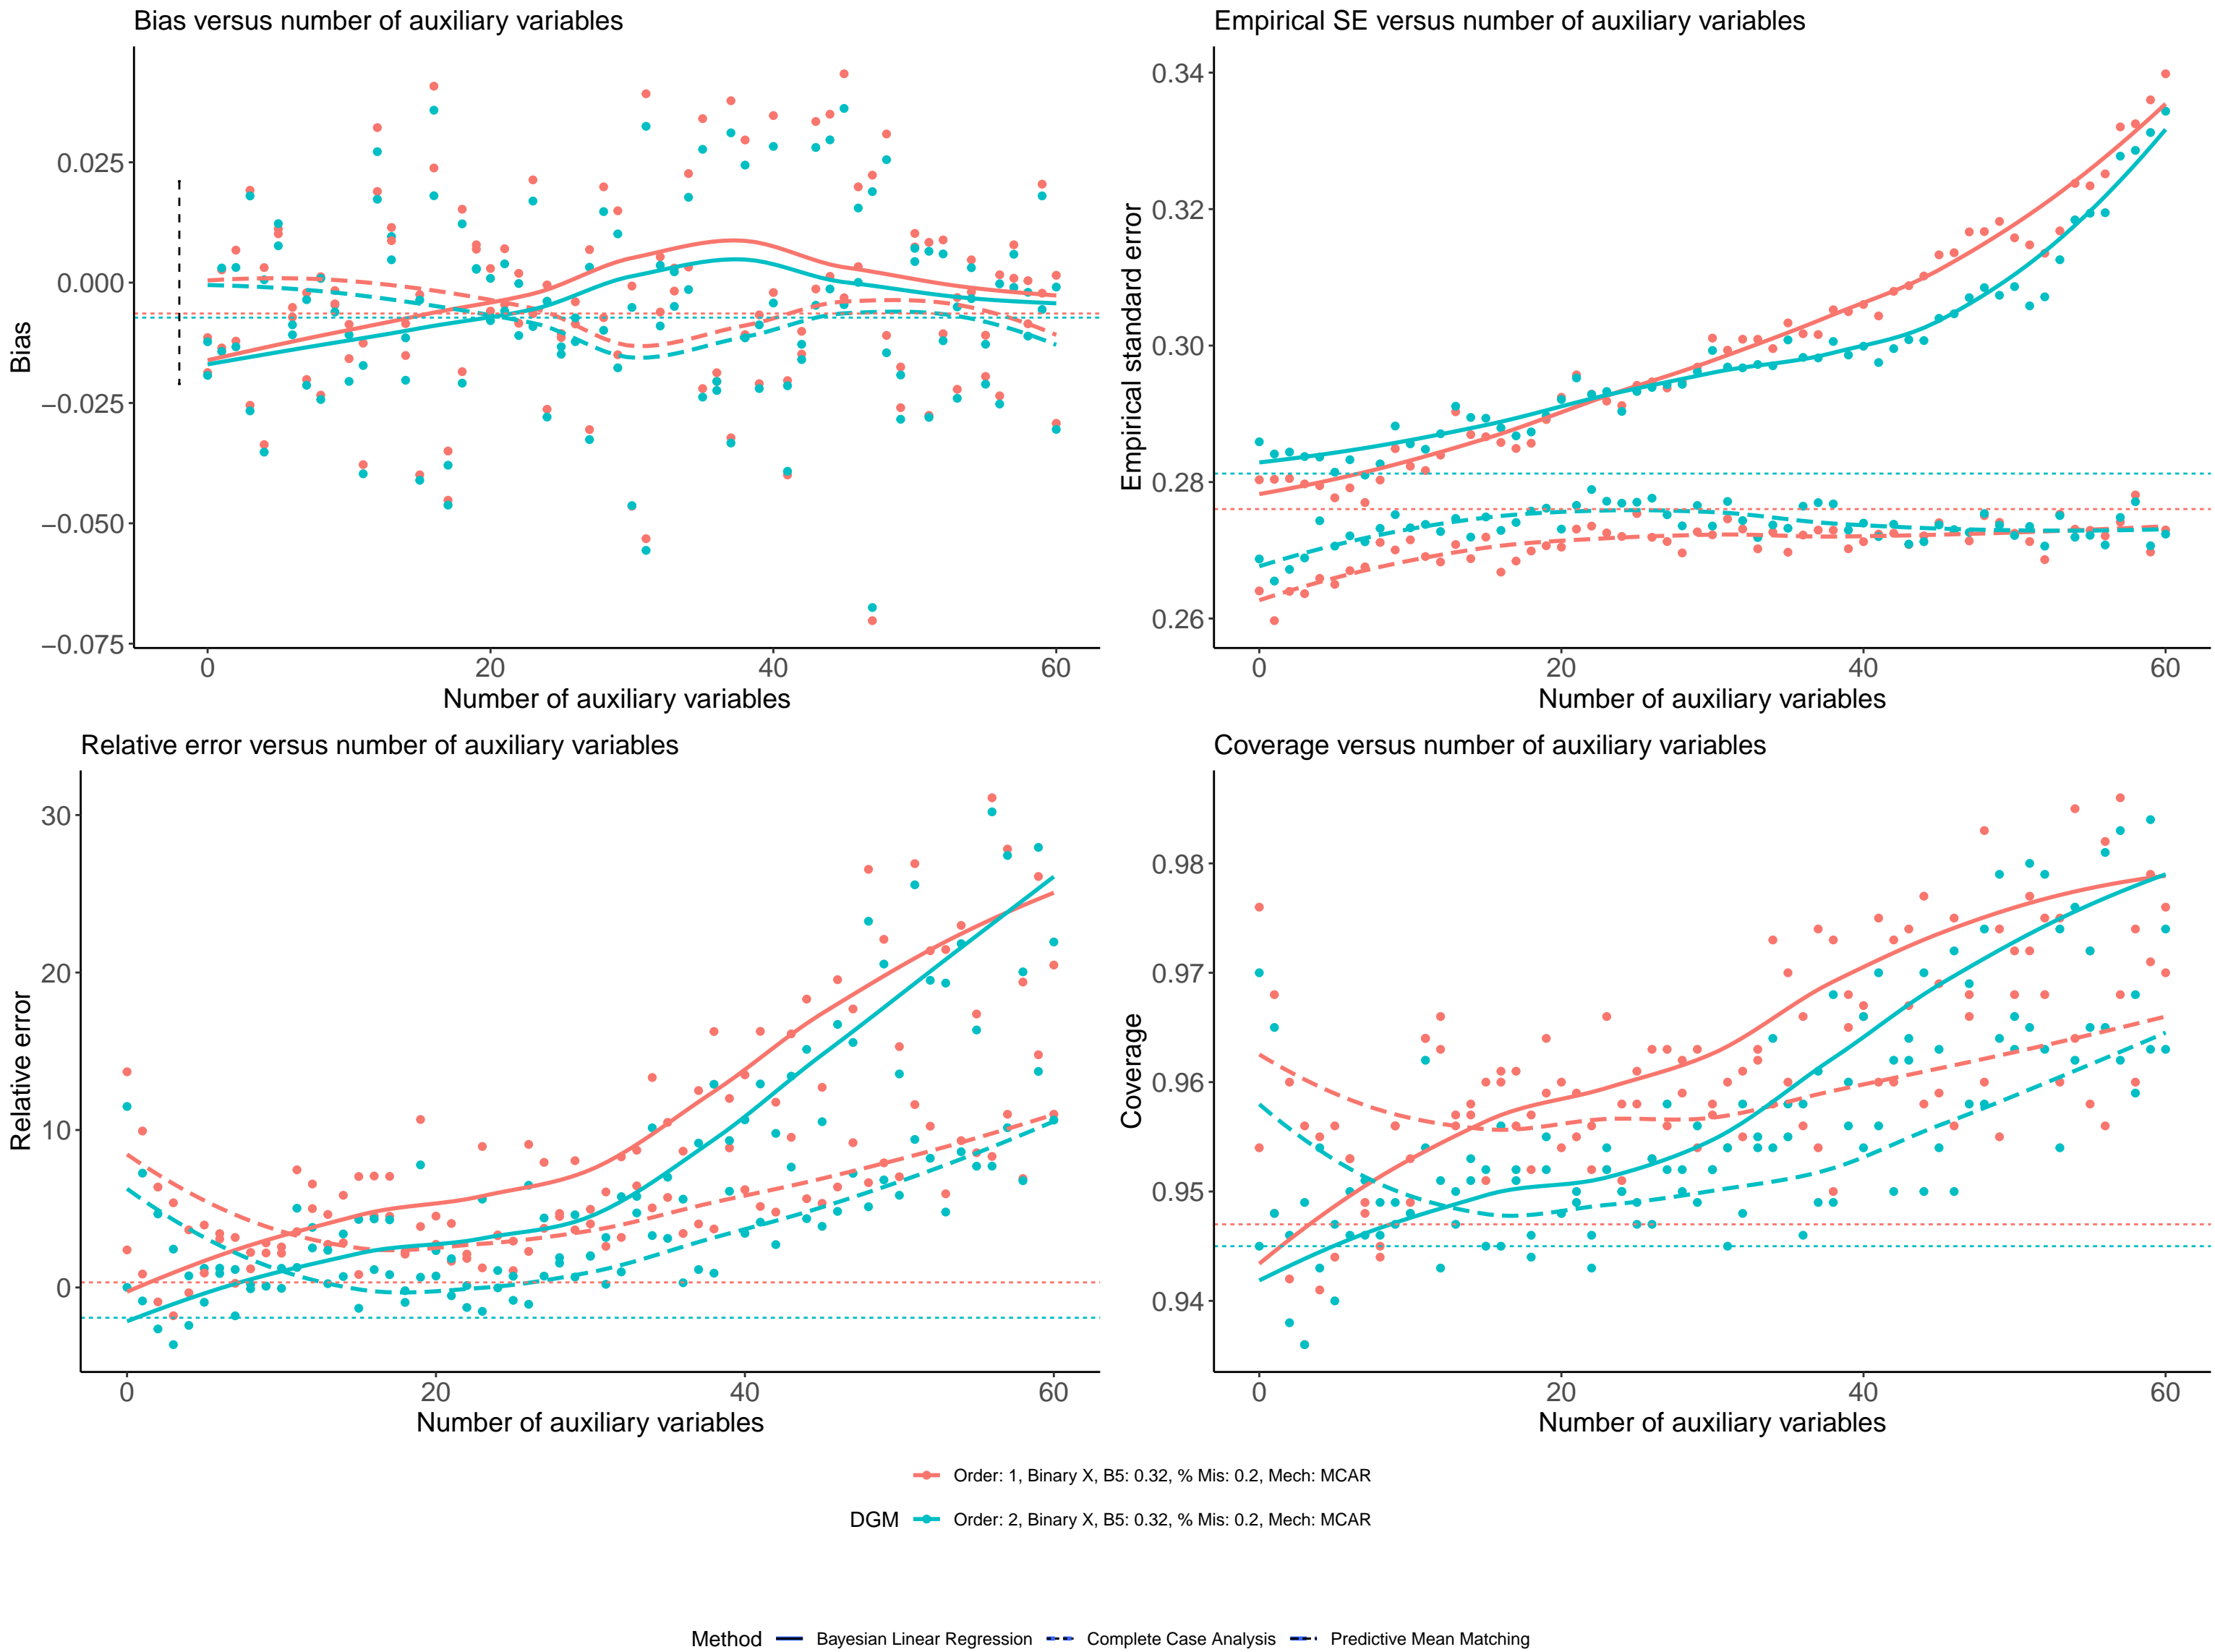 Bias versus number of auxiliary variables
Bias
0.025
0.000
−0.025
−0.050
−0.075
0 20 40 60
Number of auxiliary variables
Empirical SE versus number of auxiliary variables
Empirical standard error
0.34
0.32
0.30
0.28
0.26
0 20 40 60
Number of auxiliary variables
Relative error versus number of auxiliary variables
Relative error
30
20
10
0
0 20 40 60
Number of auxiliary variables
Coverage versus number of auxiliary variables
Coverage
0.98
0.97
0.96
0.95
0.94
0 20 40 60
Number of auxiliary variables
Order: 1, Binary X, B5: 0.32, % Mis: 0.2, Mech: MCAR
DGM Order: 2, Binary X, B5: 0.32, % Mis: 0.2, Mech: MCAR
Method Bayesian Linear Regression Complete Case Analysis Predictive Mean Matching